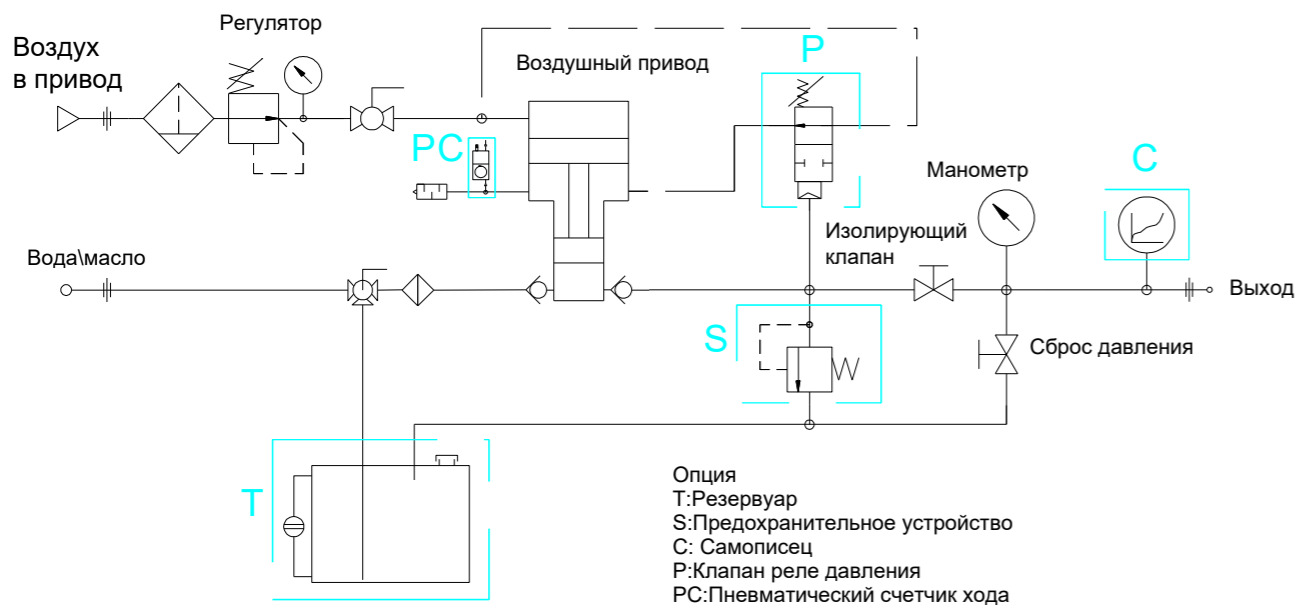 Регулятор
Воздух
в привод
Воздушный привод
P
PC
C
Манометр
Изолирующий
клапан
Вода\масло
Выход
S
Сброс давления
T
Опция
T:Резервуар
S:Предохранительное устройство
C: Самописец
P:Клапан реле давления
PC:Пневматический счетчик хода